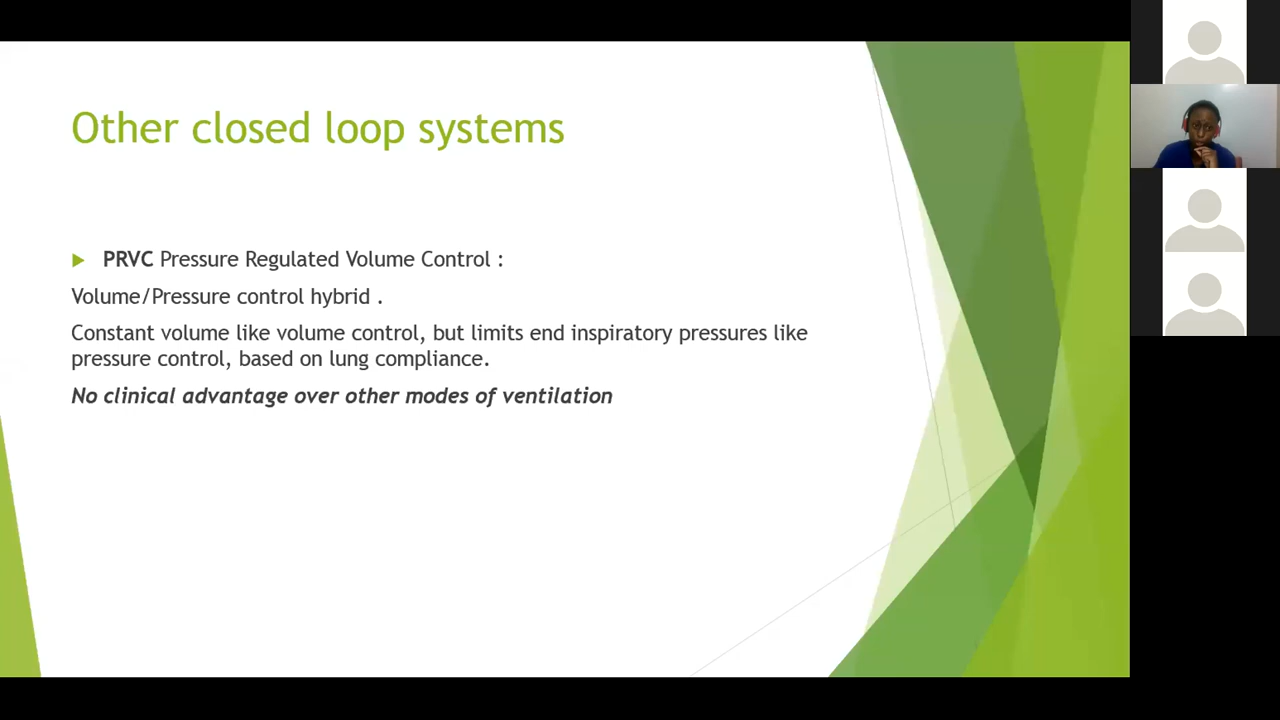 Other closed loop systems
PRVC Pressure Regulated Volume Control :
Volume/Pressure control hybrid .
Constant volume like volume control, but limits end inspiratory pressures like
pressure control, based on lung compliance.
No clinical advantage over other modes of ventilation